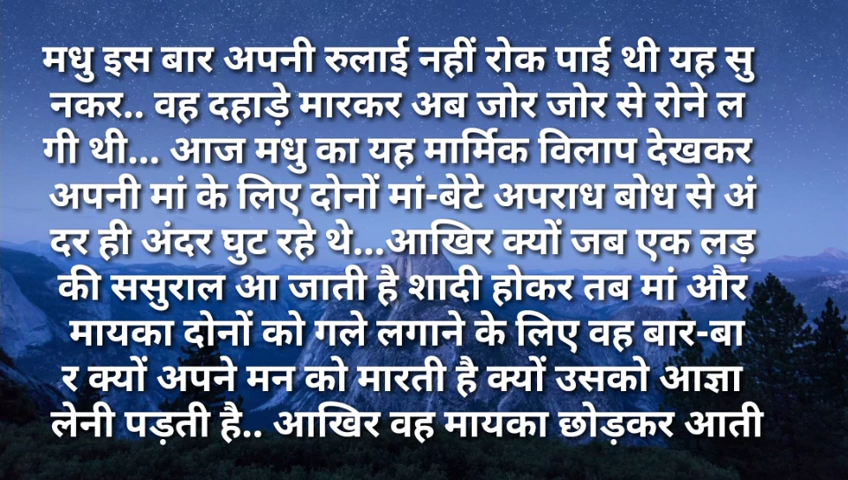 मधु इस बार अपनी रुलाई नहीं रोक पाई थी यह सु
नकर.. वह दहाड़े मारकर अब जोर जोर से रोने ल
गी थी... आज मधु का यह मार्मिक विलाप देखकर
अपनी मां के लिए दोनों मां-बेटे अपराध बोध से अं
दर ही अंदर घुट रहे थे...आखिर क्यों जब एक लड़
की ससुराल आ जाती है शादी होकर तब मां और
मायका दोनों को गले लगाने के लिए वह बार-बा
र क्यों अपने मन को मारती है क्यों उसको आज्ञा
लेनी पड़ती है.. आखिर वह मायका छोड़कर आती